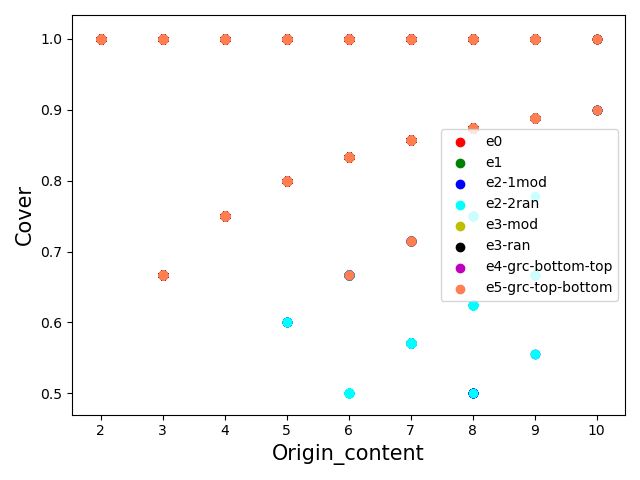 1.0
0.9
0.8
0.7
0.6
0.5
Cover
e0
e1
e2-1mod
e2-2ran
e3-mod
e3-ran
e4-grc-bottom-top
e5-grc-top-bottom
2 3 4 5 6 7 8 9 10
Origin_content